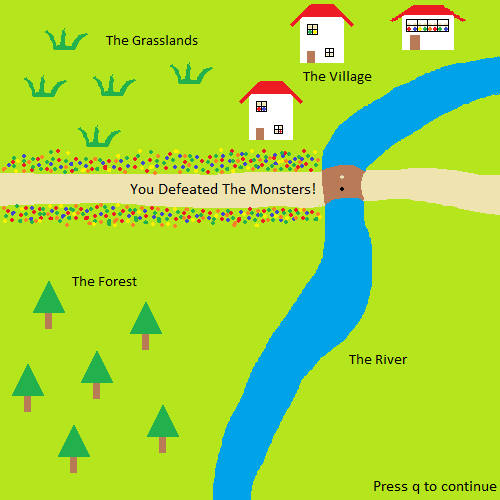 The Grasslands
The Village
You Defeated The Monsters!
The Forest
The River
Press q to continue